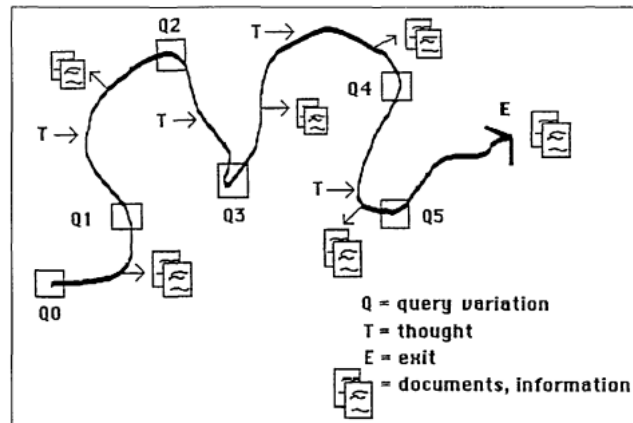 Q2
T
T
Q4
E
T
Q3
T
Q1
Q5
Q0
Q = query variation
T = thought
E = exit
= documents, information